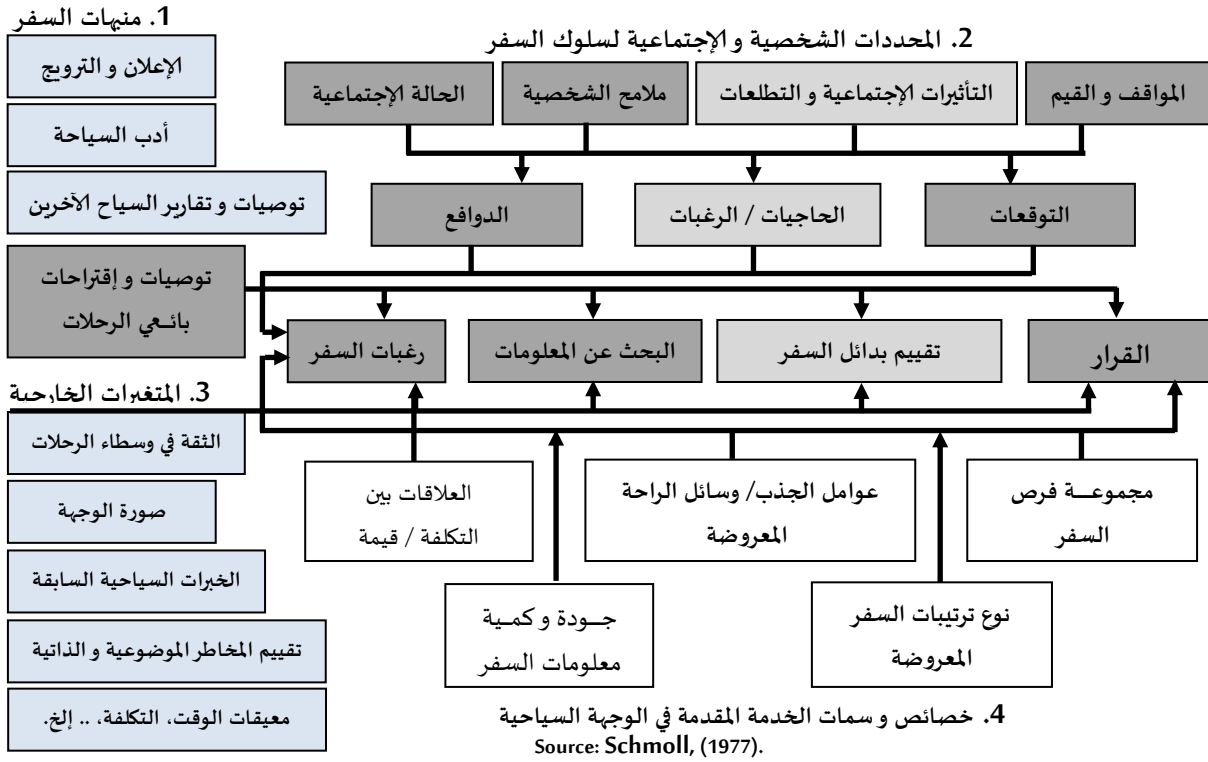 1. منبهات السفر
الإعلان و الترويج
أدب السياحة
توصيات و تقارير السياح الآخرين
توصيات و إقتراحات
بائـعي الرحلات
2. المحددات الشخصية و الإجتماعية لسلوك السفر
المواقف و القيم
التأثيرات الإجتماعية و التطلعات
ملامح الشخصية
الحالة الإجتماعية
التوقعات
الحاجيات / الرغبات
الدوافع
القرار
تقييم بدائل السفر
البحث عن المعلومات
رغبات السفر
3. المتغيرات الخارجية
الثقة في وسطاء الرحلات
صورة الوجهة
الخبرات السياحية السابقة
تقييم المخاطر الموضوعية و الذاتية
معيقات الوقت، التكلفة، .. إلخ.
مجموعـــة فرص
السفر
عوامل الجذب/ وسائل الراحة
المعروضة
العلاقات بين
التكلفة / قيمة
نوع ترتيبات السفر
المعروضة
جــودة و كمـية
معلومات السفر
4. خصائص و سمات الخدمة المقدمة في الوجهة السياحية
Source: Schmoll, (1977).